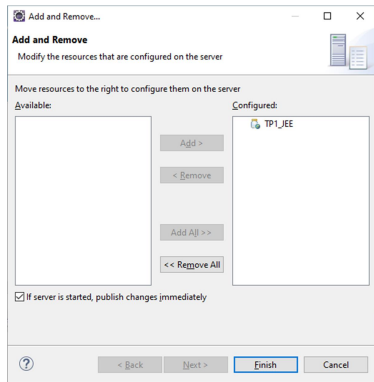 Add and Remove...
Add and Remove
Modify the resources that are configured on the server
Move resources to the right to configure them on the server
Available:
Configured:
TP1_JEE
Add >
< Remove
Add All >>
<< Remove All
If server is started, publish changes immediately
?
< Back
Next >
Finish
Cancel